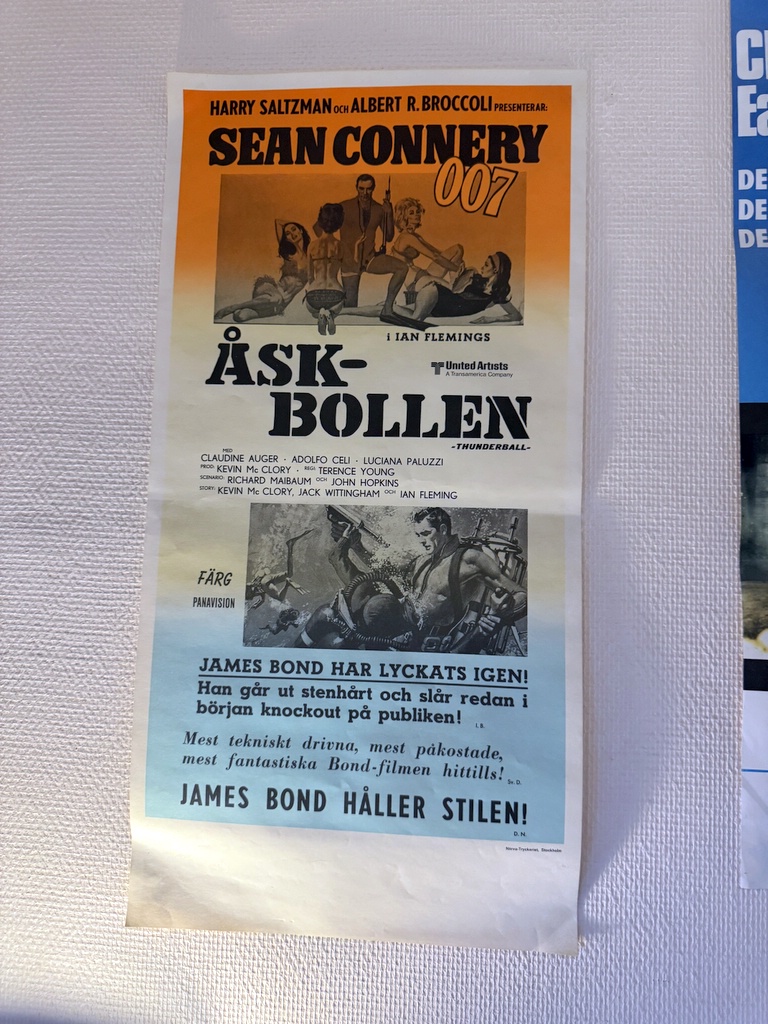 HARRY SALTZMAN OCH ALBERT R. BROCCOLI PRESENTERAR:
SEAN CONNERY
007
i IAN FLEMINGS
ÅSK-
BOLLEN
United Artists
A Transamerica Company
-THUNDERBALL-
MED
CLAUDINE AUGER · ADOLFO CELI · LUCIANA PALUZZI
PROD: KEVIN Mc CLORY · REGI: TERENCE YOUNG
SCENARIO: RICHARD MAIBAUM OCH JOHN HOPKINS
STORY: KEVIN Mc CLORY, JACK WITTINGHAM OCH IAN FLEMING
FÄRG
PANAVISION
JAMES BOND HAR LYCKATS IGEN!
Han går ut stenhårt och slår redan i
början knockout på publiken!
Mest tekniskt drivna, mest påkostade,
mest fantastiska Bond-filmen hittills!
Sv. D.
JAMES BOND HÅLLER STILEN!
D. N.
Stockholm
DE
DE
DE